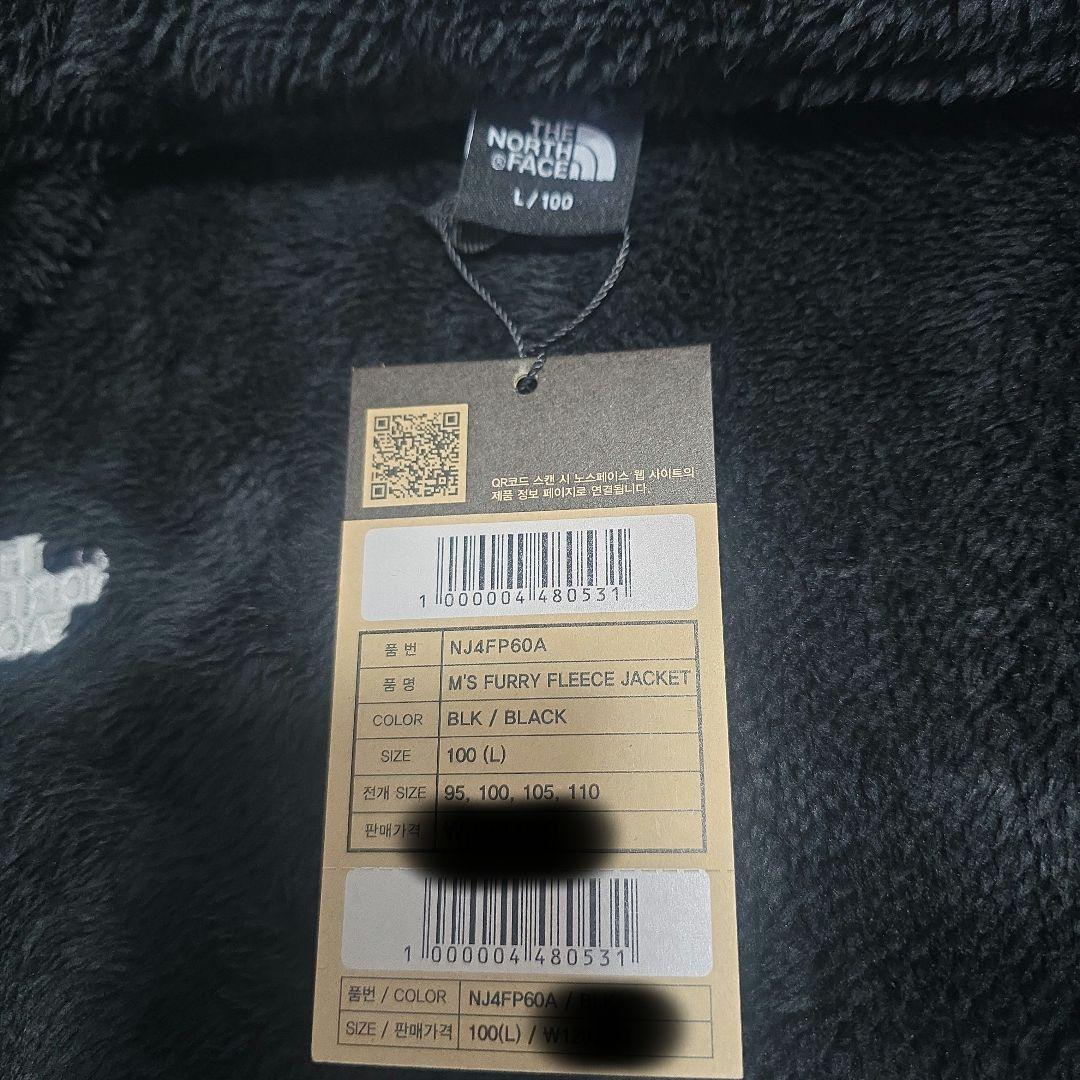 THE
NORTH
®FACE
L / 100
QR코드 스캔 시 노스페이스 웹 사이트의
제품 정보 페이지로 연결됩니다.
1 000004 480531
품 번 NJ4FP60A
품 명 M'S FURRY FLEECE JACKET
COLOR BLK / BLACK
SIZE 100 (L)
전개 SIZE 95, 100, 105, 110
판매가격
1 000004 480531
품번 / COLOR NJ4FP60A /
SIZE / 판매가격 100(L) /